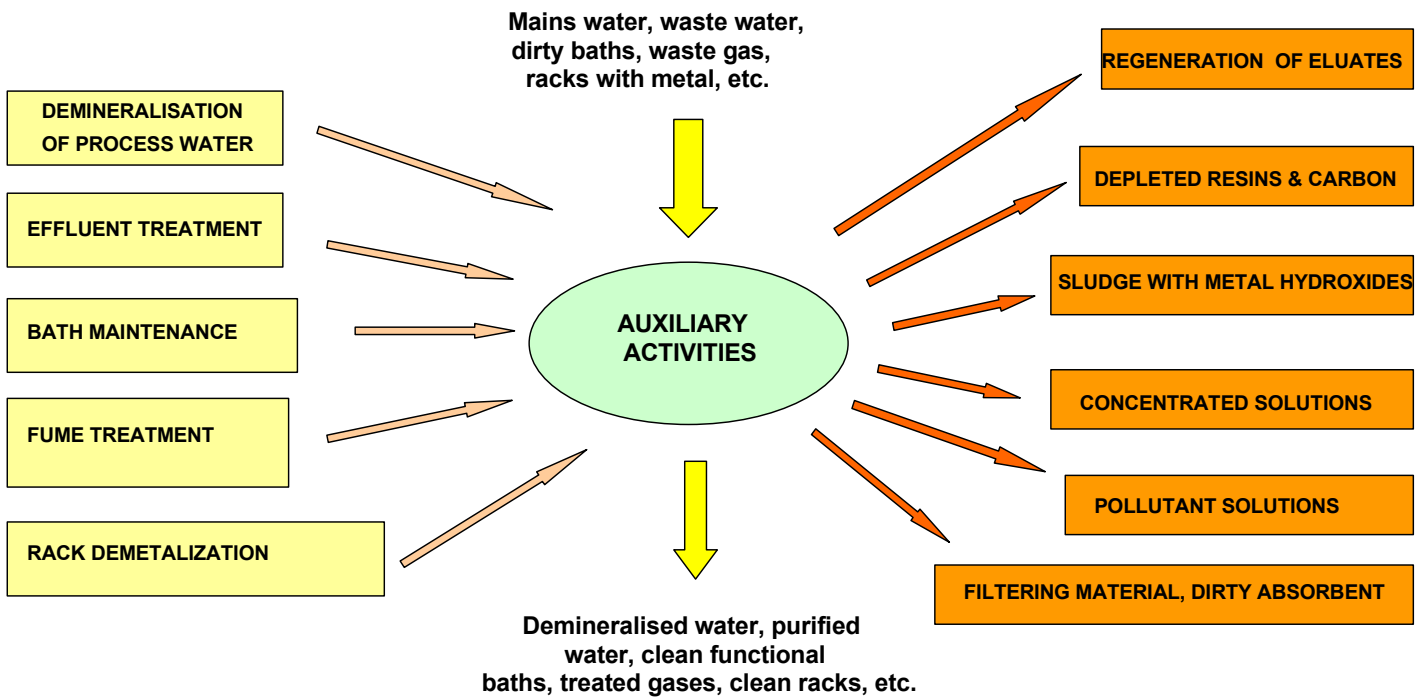 Mains water, waste water,
dirty baths, waste gas,
racks with metal, etc.
DEMINERALISATION
OF PROCESS WATER
EFFLUENT TREATMENT
BATH MAINTENANCE
FUME TREATMENT
RACK DEMETALIZATION
AUXILIARY
ACTIVITIES
REGENERATION OF ELUATES
DEPLETED RESINS & CARBON
SLUDGE WITH METAL HYDROXIDES
CONCENTRATED SOLUTIONS
POLLUTANT SOLUTIONS
FILTERING MATERIAL, DIRTY ABSORBENT
Demineralised water, purified
water, clean functional
baths, treated gases, clean racks, etc.